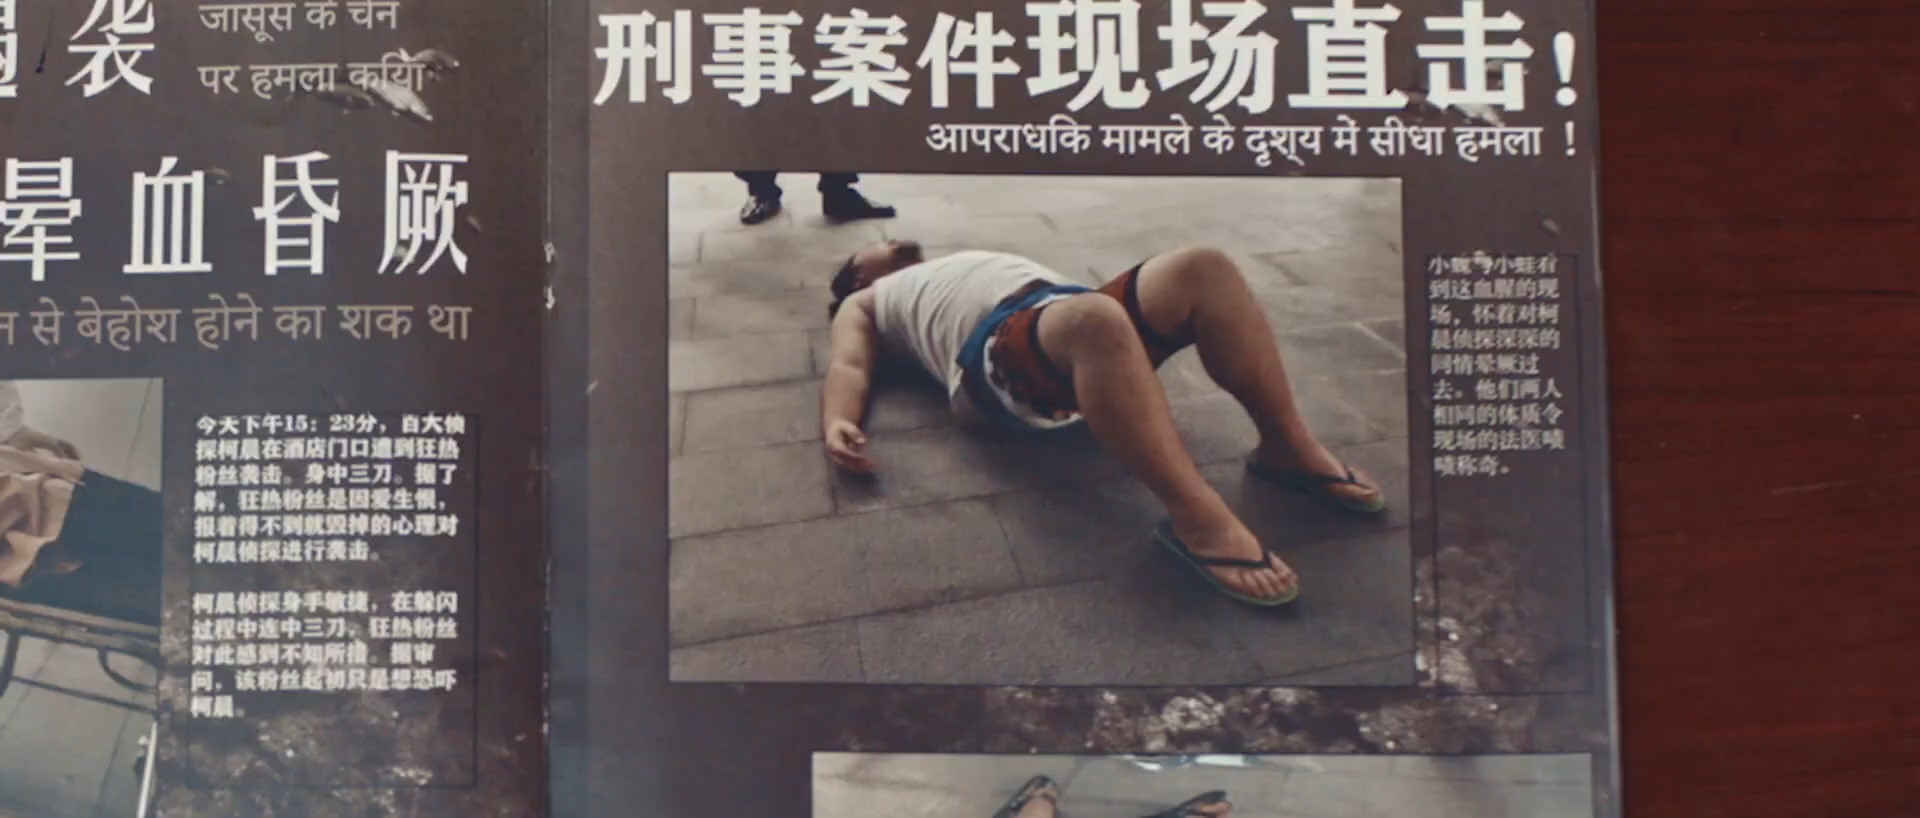 袭
जासूस के चेन
पर हमला कयिा
晕血昏厥
न से बेहोश होने का शक था
今天下午15：23分，自大侦
探柯晨在酒店门口遭到狂热
粉丝袭击。身中三刀。据了
解，狂热粉丝是因爱生恨，
报着得不到就毁掉的心理对
柯晨侦探进行袭击。
柯晨侦探身手敏捷，在躲闪
过程中连中三刀。狂热粉丝
对此感到不知所措。据审
问，该粉丝起初只是想恐吓
柯晨。
刑事案件现场直击！
आपराधकि मामले के दृश्य में सीधा हमला !
小蜿与小蛙看
到这血腥的现
场，怀着对柯
晨侦探深深的
同情晕厥过
去。他们两人
相同的体质令
现场的法医啧
啧称奇。